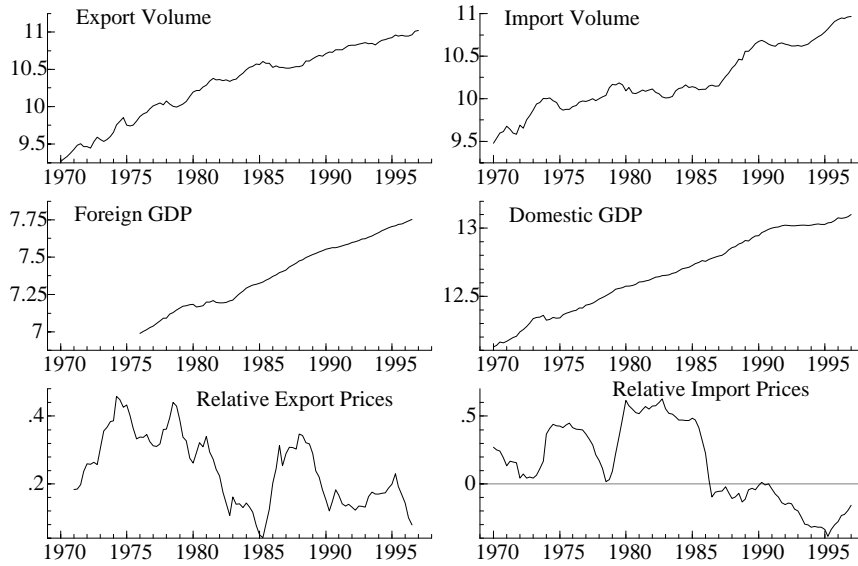 Export Volume
11
10.5
10
9.5
1970 1975 1980 1985 1990 1995
Import Volume
11
10.5
10
9.5
1970 1975 1980 1985 1990 1995
Foreign GDP
7.75
7.5
7.25
7
1970 1975 1980 1985 1990 1995
Domestic GDP
13
12.5
1970 1975 1980 1985 1990 1995
Relative Export Prices
.4
.2
1970 1975 1980 1985 1990 1995
Relative Import Prices
.5
0
1970 1975 1980 1985 1990 1995